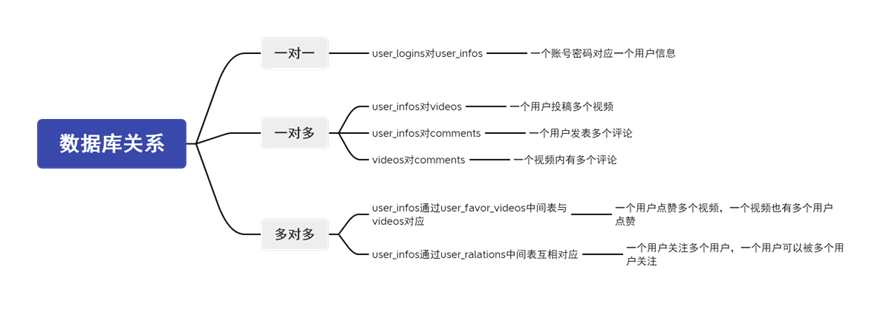 数据库关系
一对一
user_logins对user_infos
一个账号密码对应一个用户信息
一对多
user_infos对videos
一个用户投稿多个视频
user_infos对comments
一个用户发表多个评论
videos对comments
一个视频内有多个评论
多对多
user_infos通过user_favor_videos中间表与
videos对应
一个用户点赞多个视频，一个视频也有多个用户
点赞
user_infos通过user_ralations中间表互相对应
一个用户关注多个用户，一个用户可以被多个用
户关注